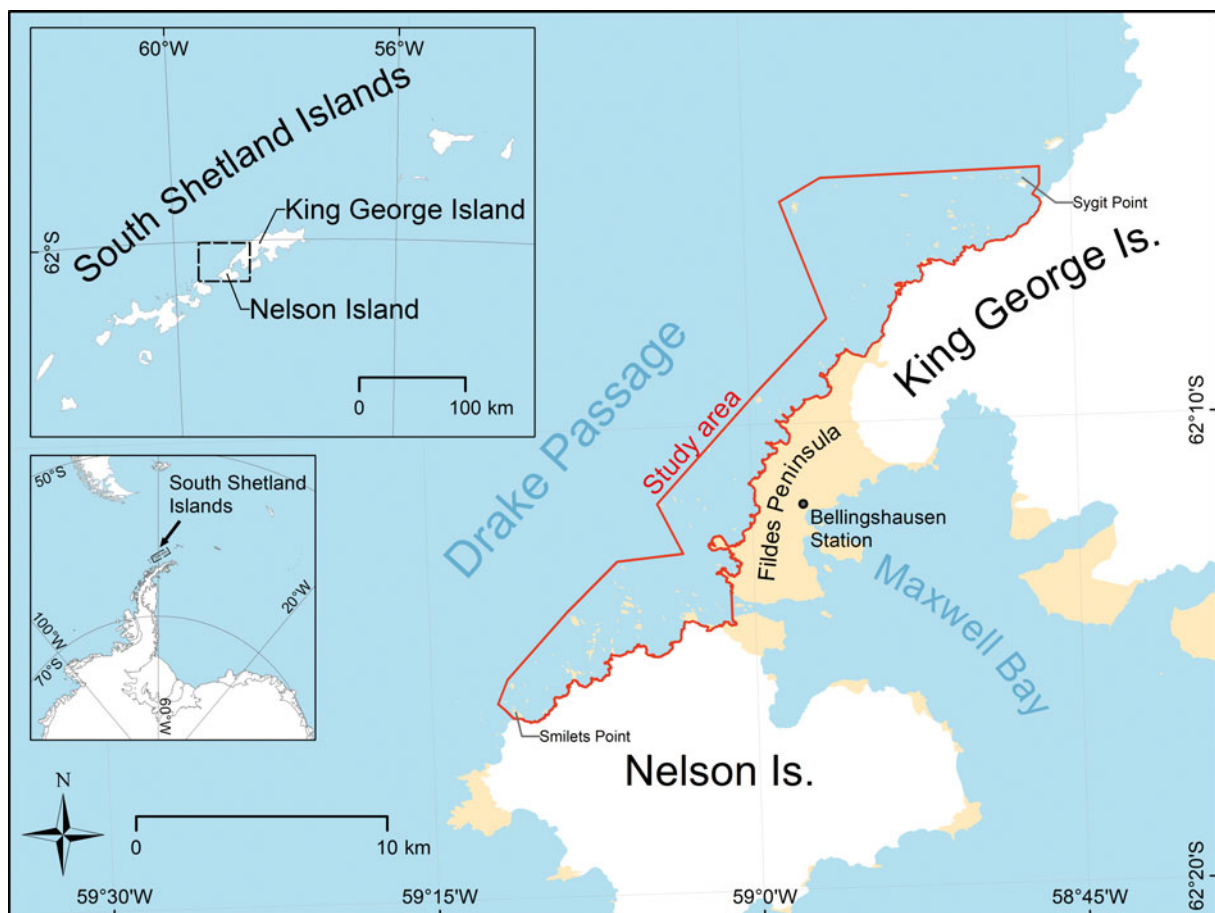 60°W
56°W
South Shetland Islands
King George Island
62°S
Nelson Island
0
100 km
50°S
South Shetland
Islands
20°W
100°W
70°S
60°W
Sygit Point
King George Is.
Drake Passage
Study area
62°10'S
Fildes Peninsula
Bellingshausen
Station
Maxwell Bay
Smilets Point
Nelson Is.
N
0
10 km
62°20'S
59°30'W
59°15'W
59°0'W
58°45'W